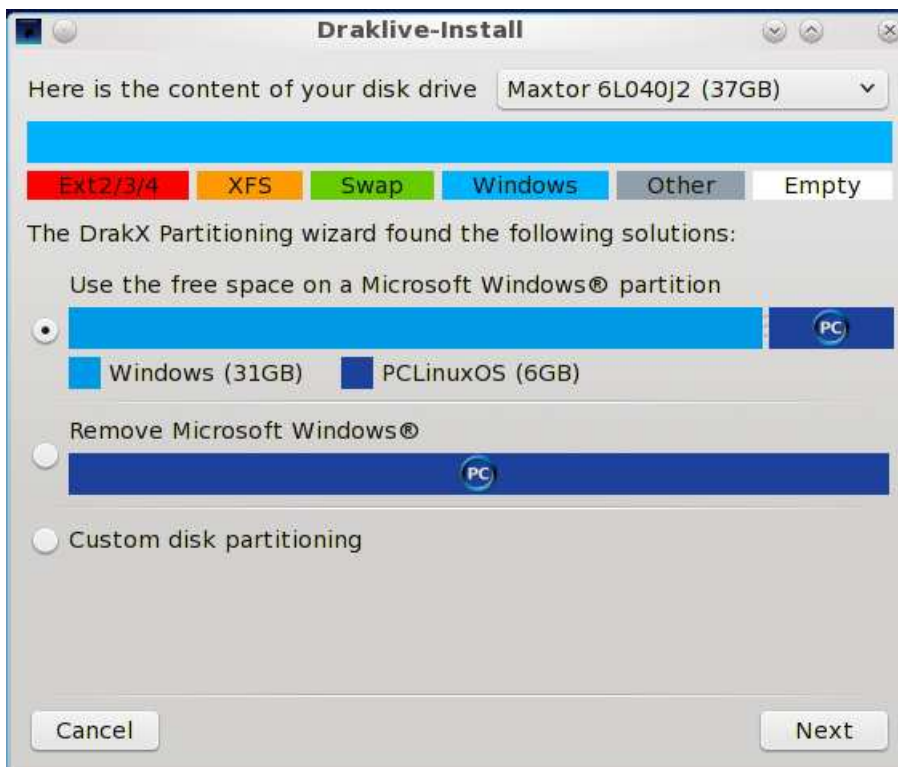 Draklive-Install
Here is the content of your disk drive Maxtor 6L040J2 (37GB)
Ext2/3/4 XFS Swap Windows Other Empty
The DrakX Partitioning wizard found the following solutions:
Use the free space on a Microsoft Windows® partition
PC
Windows (31GB) PCLinuxOS (6GB)
Remove Microsoft Windows®
PC
Custom disk partitioning
Cancel Next